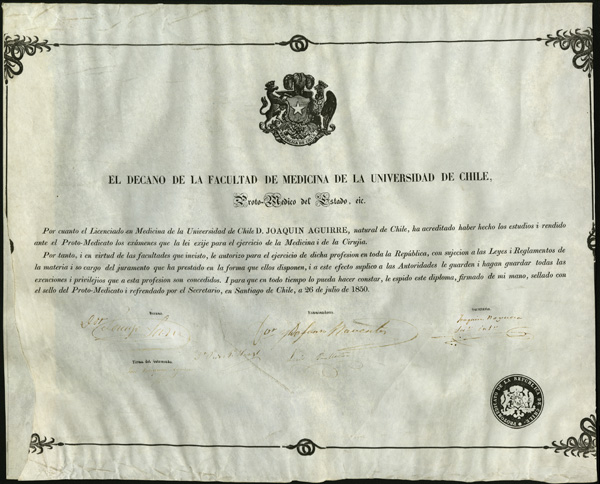 EL DECANO DE LA FACULTAD DE MEDICINA DE LA UNIVERSIDAD DE CHILE,
Proto-Medico del Estado, etc.
Por cuanto el Licenciado en Medicina de la Universidad de Chile D. JOAQUIN AGUIRRE, natural de Chile, ha acreditado haber hecho los estudios i rendido
ante el Proto-Medicato los exámenes que la lei exije para el ejercicio de la Medicina i de la Cirujía.
Por tanto, i en virtud de las facultades que invisto, le autorizo para el ejercicio de dicha profesion en toda la República, con sujecion a las Leyes i Reglamentos de
la materia i so cargo del juramento que ha prestado en la forma que ellos disponen, i a este efecto suplico a las Autoridades le guarden i hagan guardar todas las
exenciones i privilejios que a esta profesion son concedidos. I para que en todo tiempo lo pueda hacer constar, le expido este diploma, firmado de mi mano, sellado con
el sello del Proto-Medicato i refrendado por el Secretario, en Santiago de Chile, a 26 de julio de 1850.
Decano.
Secretario.
Firma del interesado.